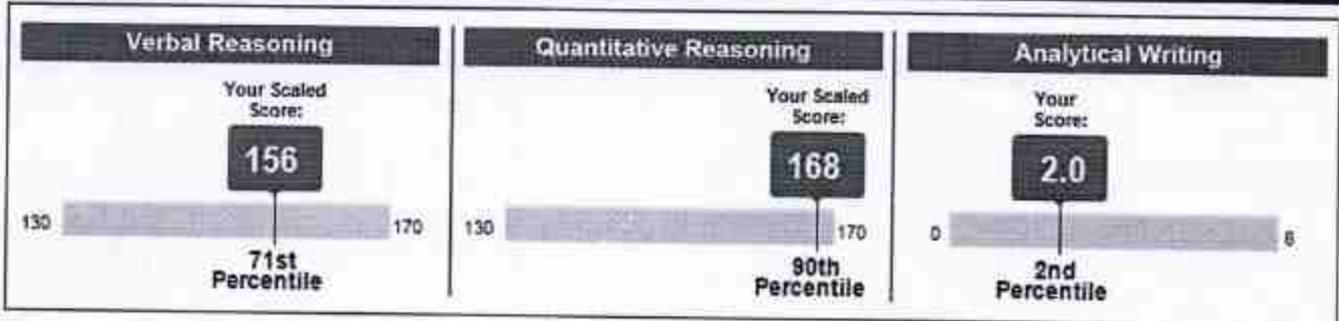 Verbal Reasoning
Your Scaled
Score:
156
130
170
71st
Percentile
Quantitative Reasoning
Your Scaled
Score:
168
130
170
90th
Percentile
Analytical Writing
Your
Score:
2.0
0
6
2nd
Percentile